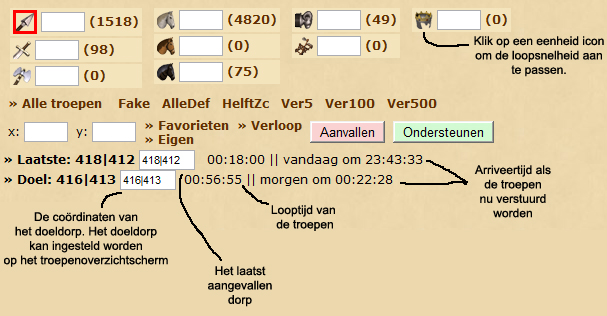 (1518) (4820) (49) (0)
(98) (0) (0)
(0) (75)
Klik op een eenheid icon
om de loopsnelheid aan
te passen.
» Alle troepen Fake AlleDef HelftZc Ver5 Ver100 Ver500
x: y: » Favorieten » Verloop Aanvallen Ondersteunen
» Eigen
» Laatste: 418|412 418|412 00:18:00 || vandaag om 23:43:33
» Doel: 416|413 416|413 00:56:55 || morgen om 00:22:28
Arriveertijd als
de troepen
nu verstuurd
worden
De coördinaten van
het doeldorp. Het doeldorp
kan ingesteld worden
op het troepenoverzichtscherm
Looptijd van
de troepen
Het laatst
aangevallen
dorp